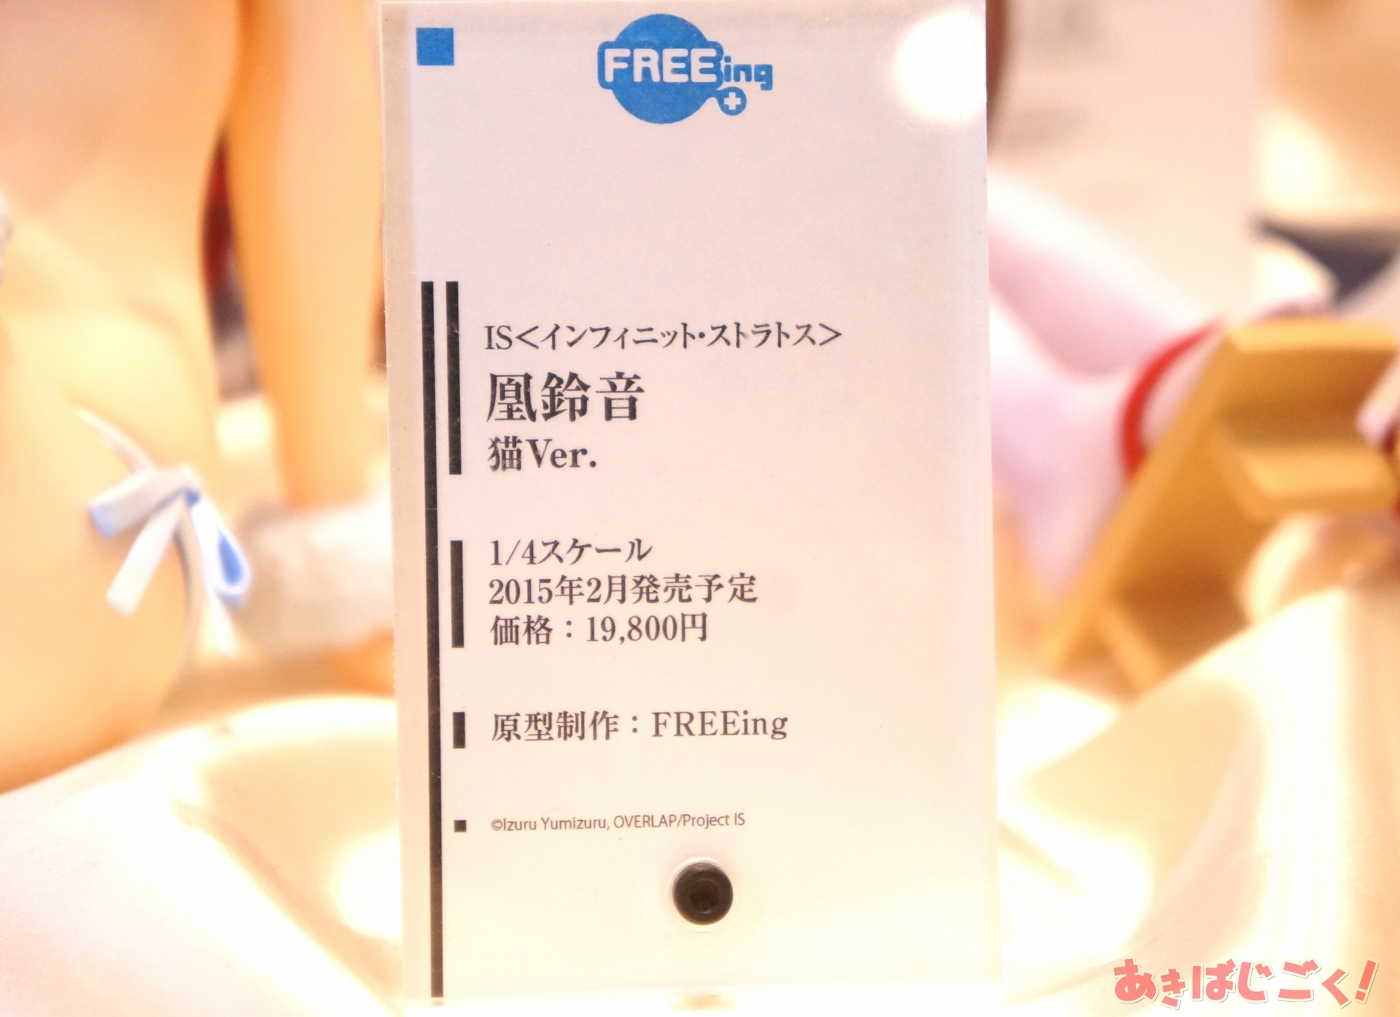 FREEing
IS＜インフィニット・ストラトス＞
凰鈴音
猫Ver.
1/4スケール
2015年2月発売予定
価格：19,800円
原型制作：FREEing
©Izuru Yumizuru, OVERLAP/Project IS
あきばじごく!